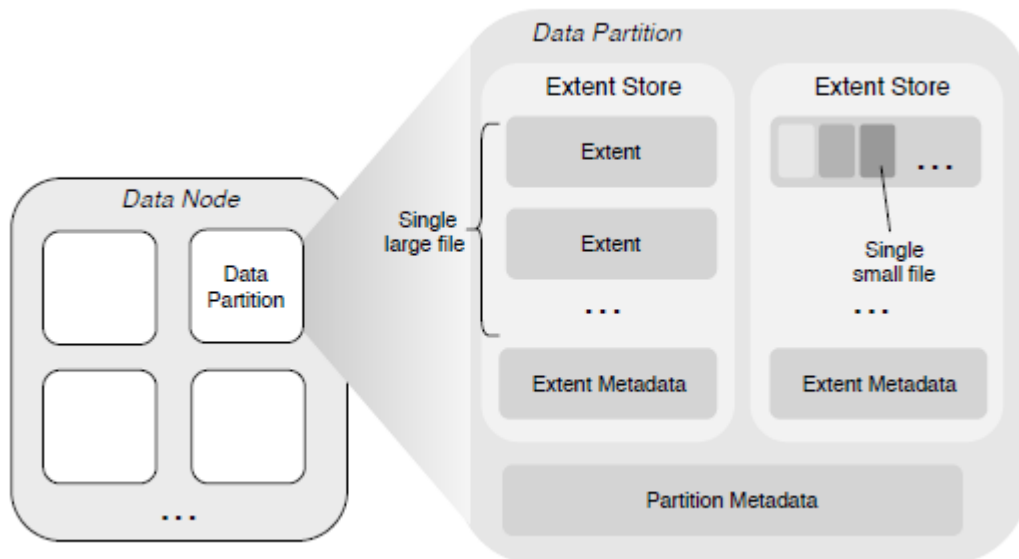 Data Partition
Extent Store
Extent
Single
large file
Extent
...
Extent Metadata
Extent Store
...
Single
small file
...
Extent Metadata
Partition Metadata
Data Node
Data
Partition
...